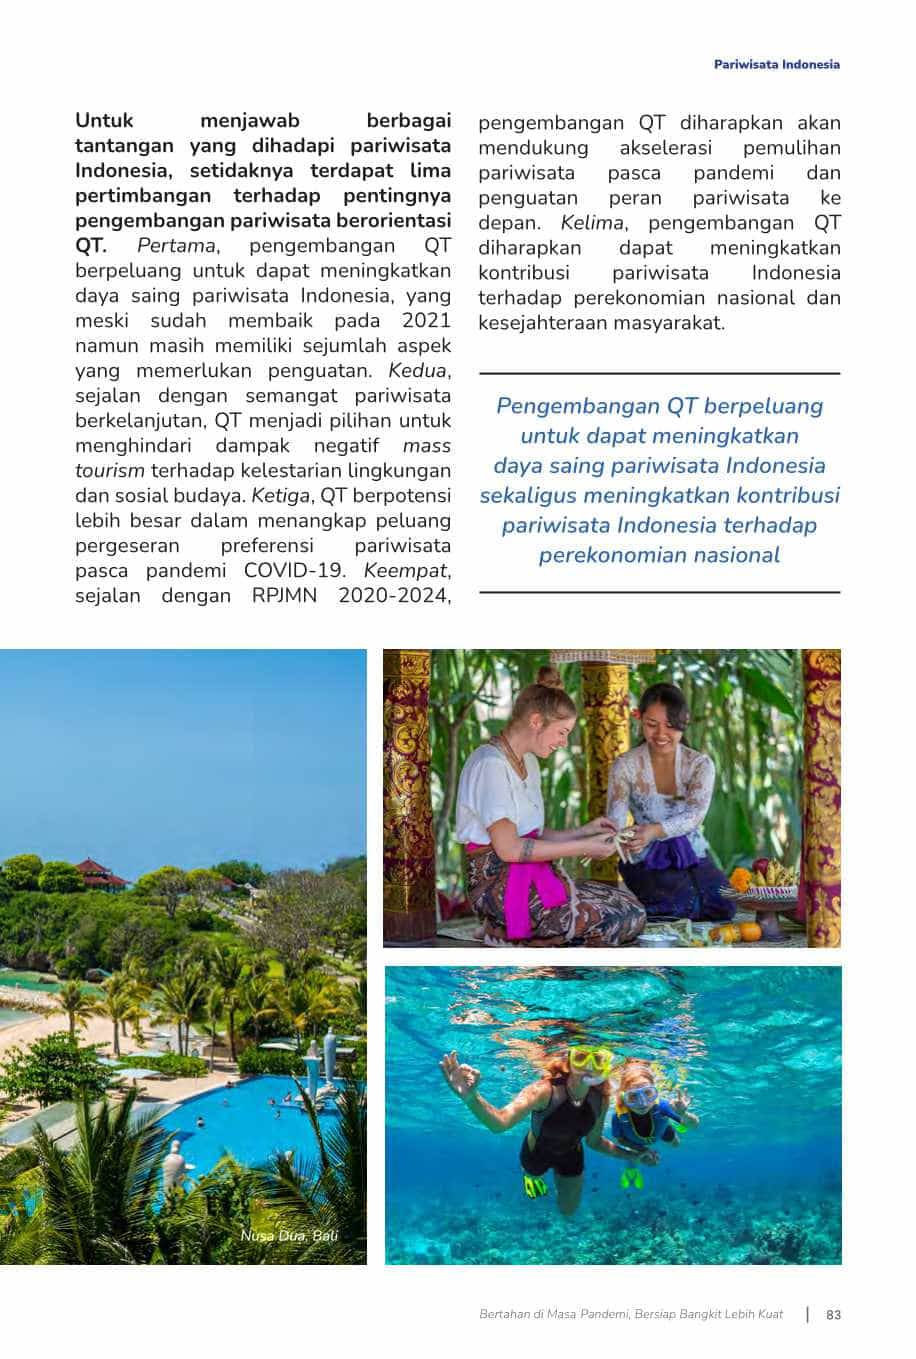 Pariwisata Indonesia
Untuk menjawab berbagai
tantangan yang dihadapi pariwisata
Indonesia, setidaknya terdapat lima
pertimbangan terhadap pentingnya
pengembangan pariwisata berorientasi
QT. Pertama, pengembangan QT
berpeluang untuk dapat meningkatkan
daya saing pariwisata Indonesia, yang
meski sudah membaik pada 2021
namun masih memiliki sejumlah aspek
yang memerlukan penguatan. Kedua,
sejalan dengan semangat pariwisata
berkelanjutan, QT menjadi pilihan untuk
menghindari dampak negatif mass
tourism terhadap kelestarian lingkungan
dan sosial budaya. Ketiga, QT berpotensi
lebih besar dalam menangkap peluang
pergeseran preferensi pariwisata
pasca pandemi COVID-19. Keempat,
sejalan dengan RPJMN 2020-2024,
pengembangan QT diharapkan akan
mendukung akselerasi pemulihan
pariwisata pasca pandemi dan
penguatan peran pariwisata ke
depan. Kelima, pengembangan QT
diharapkan dapat meningkatkan
kontribusi pariwisata Indonesia
terhadap perekonomian nasional dan
kesejahteraan masyarakat.
Pengembangan QT berpeluang
untuk dapat meningkatkan
daya saing pariwisata Indonesia
sekaligus meningkatkan kontribusi
pariwisata Indonesia terhadap
perekonomian nasional
Nusa Dua, Bali
Bertahan di Masa Pandemi, Bersiap Bangkit Lebih Kuat | 83